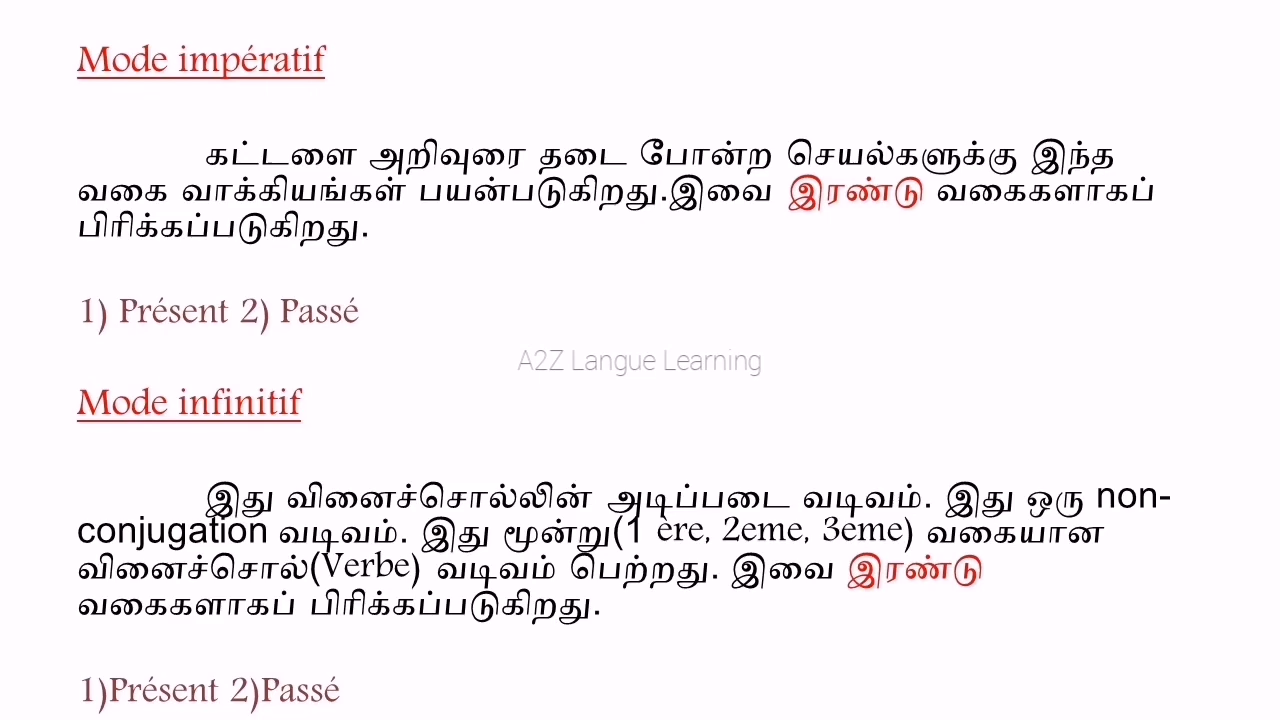 Mode impératif
கட்டளை அறிவுரை தடை போன்ற செயல்களுக்கு இந்த
வகை வாக்கியங்கள் பயன்படுகிறது.இவை இரண்டு வகைகளாகப்
பிரிக்கப்படுகிறது.
1) Présent 2) Passé
A2Z Langue Learning
Mode infinitif
இது வினைச்சொல்லின் அடிப்படை வடிவம். இது ஒரு non-
conjugation வடிவம். இது மூன்று(1 ère, 2eme, 3eme) வகையான
வினைச்சொல்(Verbe) வடிவம் பெற்றது. இவை இரண்டு
வகைகளாகப் பிரிக்கப்படுகிறது.
1)Présent 2)Passé